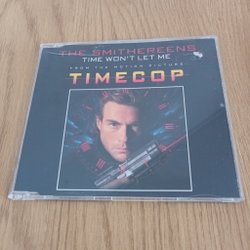 THE SMITHEREENS
TIME WON'T LET ME
FROM THE MOTION PICTURE
TIMECOP